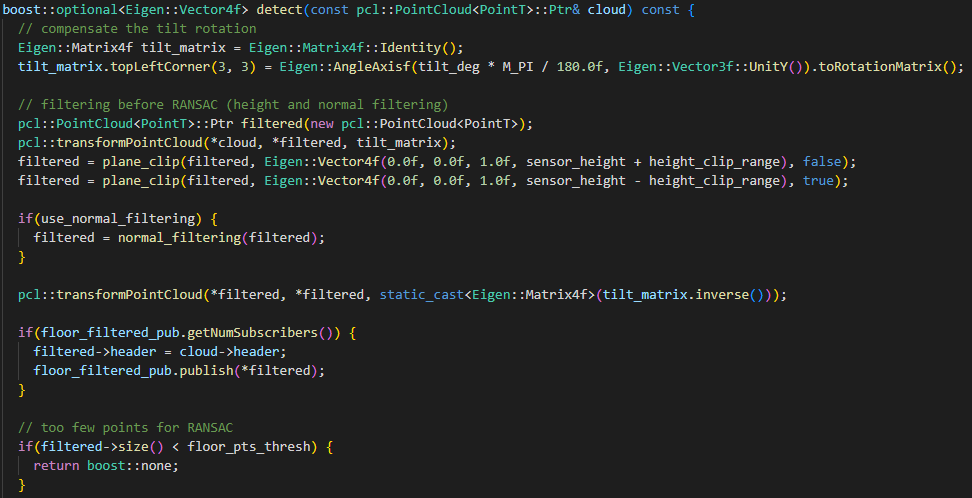 boost::optional<Eigen::Vector4f> detect(const pcl::PointCloud<PointT>::Ptr& cloud) const {
// compensate the tilt rotation
Eigen::Matrix4f tilt_matrix = Eigen::Matrix4f::Identity();
tilt_matrix.topLeftCorner(3, 3) = Eigen::AngleAxisf(tilt_deg * M_PI / 180.0f, Eigen::Vector3f::UnitY()).toRotationMatrix();
// filtering before RANSAC (height and normal filtering)
pcl::PointCloud<PointT>::Ptr filtered(new pcl::PointCloud<PointT>);
pcl::transformPointCloud(*cloud, *filtered, tilt_matrix);
filtered = plane_clip(filtered, Eigen::Vector4f(0.0f, 0.0f, 1.0f, sensor_height + height_clip_range), false);
filtered = plane_clip(filtered, Eigen::Vector4f(0.0f, 0.0f, 1.0f, sensor_height - height_clip_range), true);
if(use_normal_filtering) {
filtered = normal_filtering(filtered);
}
pcl::transformPointCloud(*filtered, *filtered, static_cast<Eigen::Matrix4f>(tilt_matrix.inverse()));
if(floor_filtered_pub.getNumSubscribers()) {
filtered->header = cloud->header;
floor_filtered_pub.publish(*filtered);
}
// too few points for RANSAC
if(filtered->size() < floor_pts_thresh) {
return boost::none;
}